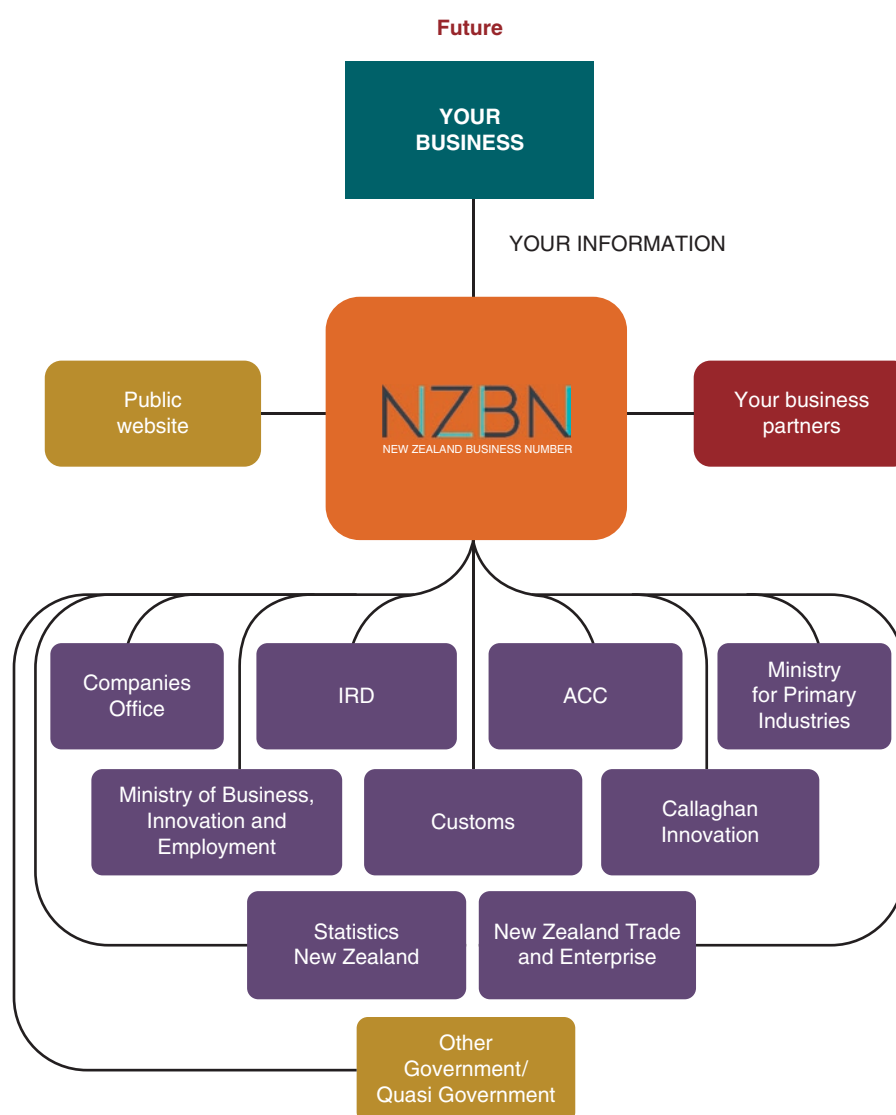 Future
YOUR
BUSINESS
YOUR INFORMATION
Public
website
NZBN
NEW ZEALAND BUSINESS NUMBER
Your business
partners
Companies
Office
IRD
ACC
Ministry
for Primary
Industries
Ministry of Business,
Innovation and
Employment
Customs
Callaghan
Innovation
Statistics
New Zealand
New Zealand Trade
and Enterprise
Other
Government/
Quasi Government